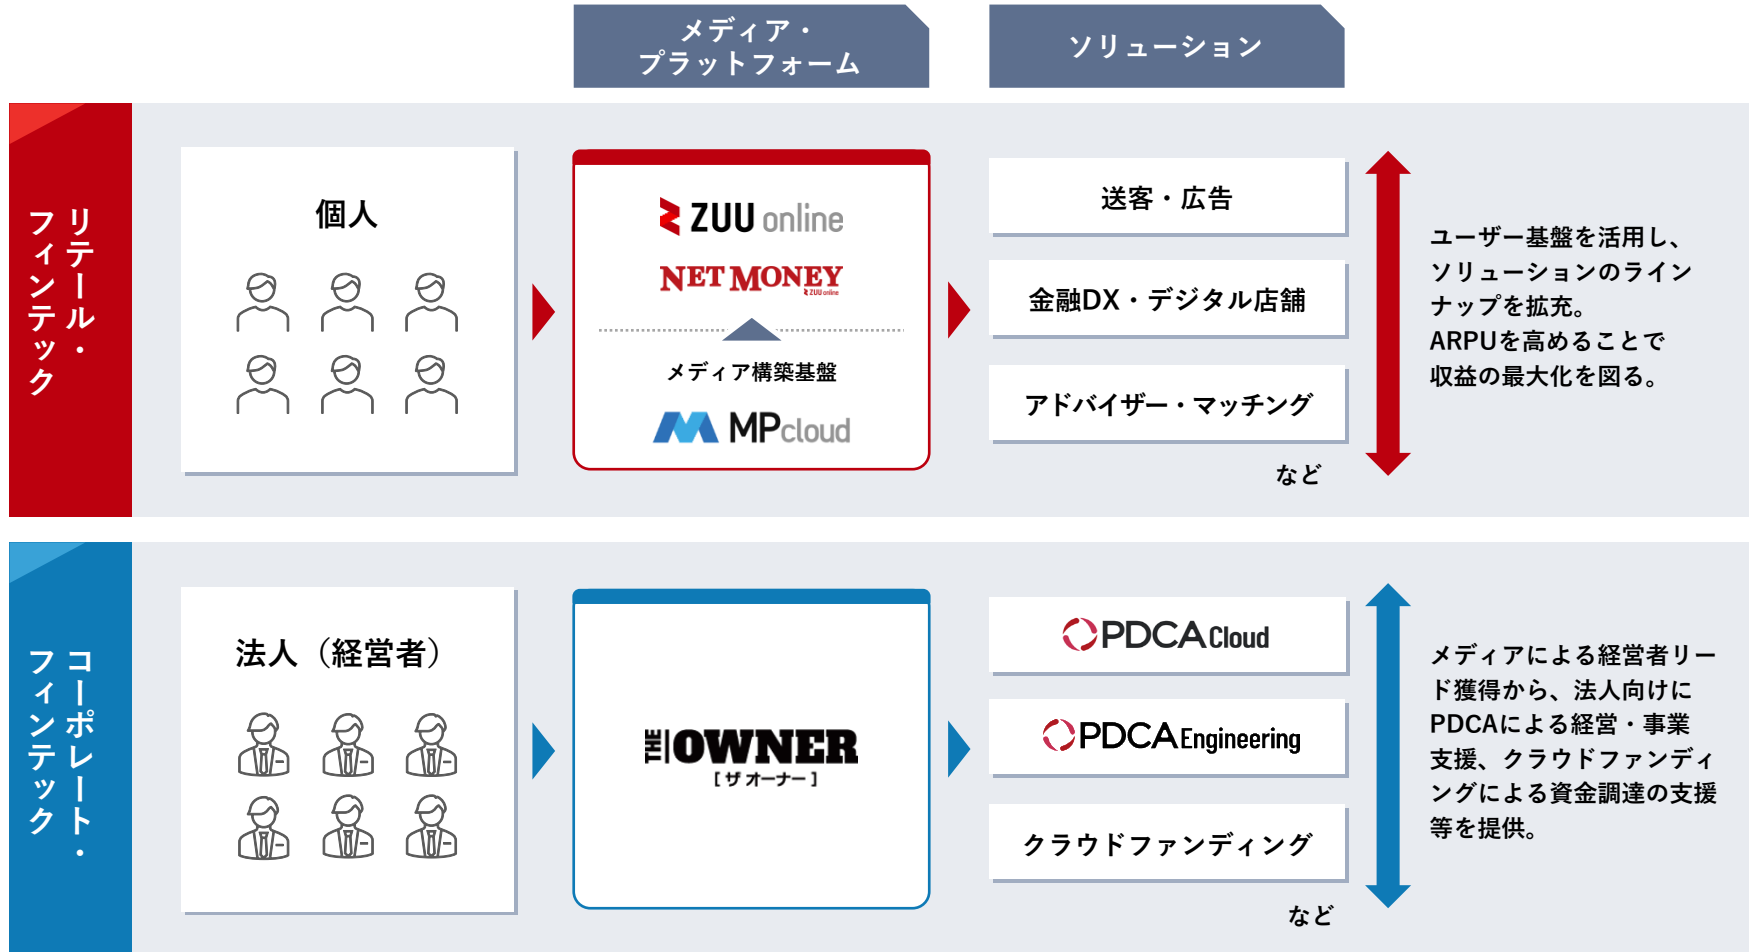 メディア・
プラットフォーム
ソリューション
リテール・
フィンテック
個人
ZUU online
NET MONEY
ZUU online
メディア構築基盤
MPcloud
送客・広告
金融DX・デジタル店舗
アドバイザー・マッチング
など
ユーザー基盤を活用し、
ソリューションのライン
ナップを拡充。
ARPUを高めることで
収益の最大化を図る。
コーポレート・
フィンテック
法人（経営者）
THE OWNER
［ザ オーナー］
PDCA Cloud
PDCA Engineering
クラウドファンディング
など
メディアによる経営者リー
ド獲得から、法人向けに
PDCAによる経営・事業
支援、クラウドファンディ
ングによる資金調達の支援
等を提供。